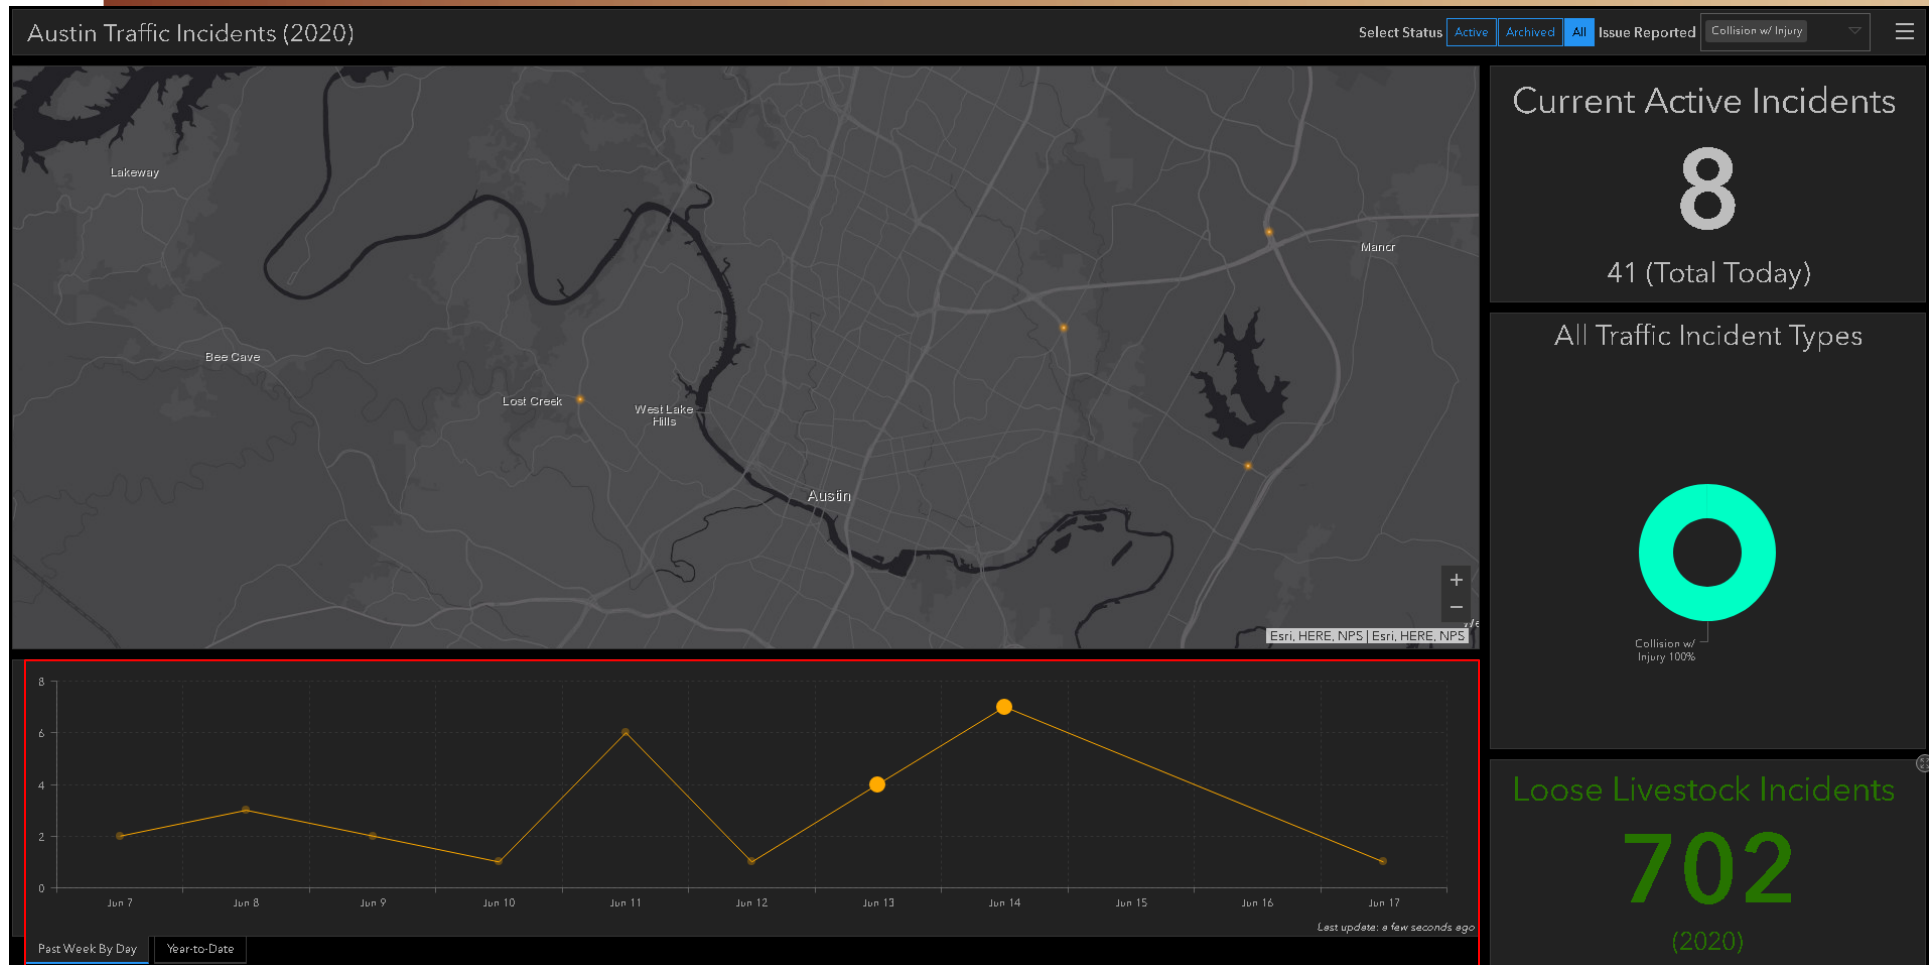 Austin Traffic Incidents (2020)
Select Status Active Archived All Issue Reported Collision w/ Injury
Current Active Incidents
8
41 (Total Today)
Lakeway
Manor
Bee Cave
Lost Creek
West Lake
Hills
Austin
+
−
We
Esri, HERE, NPS | Esri, HERE, NPS
All Traffic Incident Types
Collision w/
Injury 100%
8
6
4
2
0
Jun 7 Jun 8 Jun 9 Jun 10 Jun 11 Jun 12 Jun 13 Jun 14 Jun 15 Jun 16 Jun 17
Last update: a few seconds ago
Past Week By Day Year-to-Date
Loose Livestock Incidents
702
(2020)